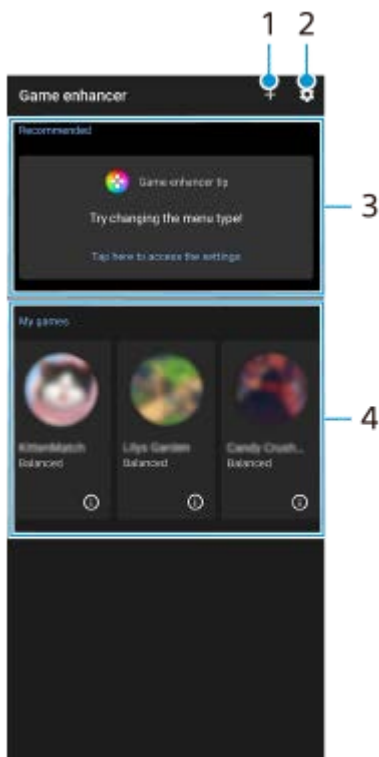 1 2
Game enhancer
Recommended
Game enhancer tip
Try changing the menu type!
Tap here to access the settings
3
My games
4
KittenMatch Lilys Garden Candy Crush...
Balanced Balanced Balanced